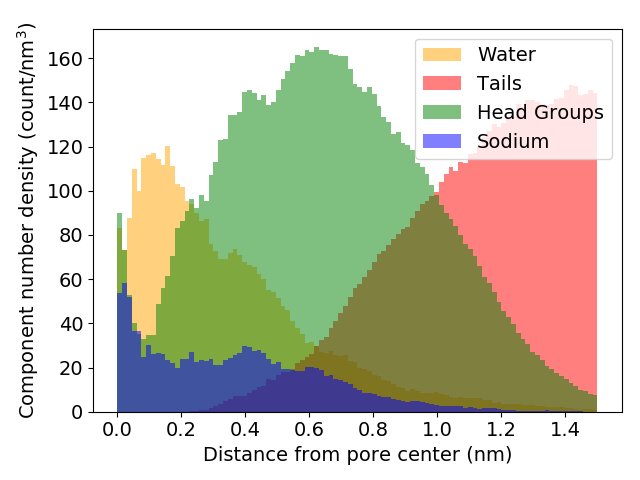 Component number density (count/nm³)
160
140
120
100
80
60
40
20
0
Water
Tails
Head Groups
Sodium
0.0 0.2 0.4 0.6 0.8 1.0 1.2 1.4
Distance from pore center (nm)